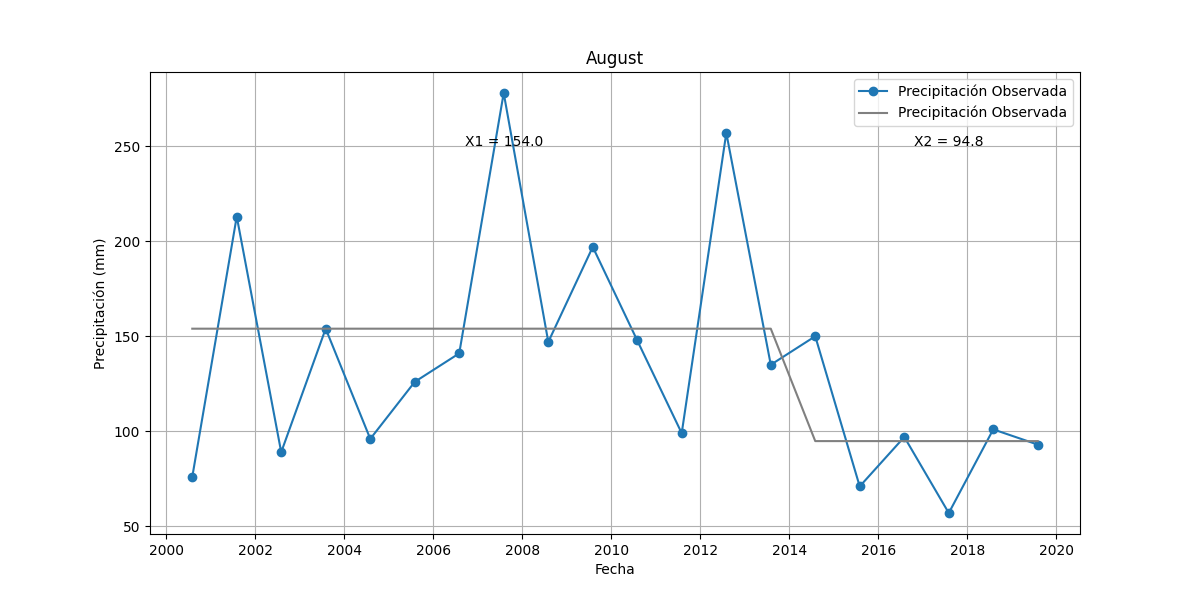 August
Precipitación Observada
Precipitación Observada
X1 = 154.0
X2 = 94.8
Precipitación (mm)
250
200
150
100
50
2000 2002 2004 2006 2008 2010 2012 2014 2016 2018 2020
Fecha